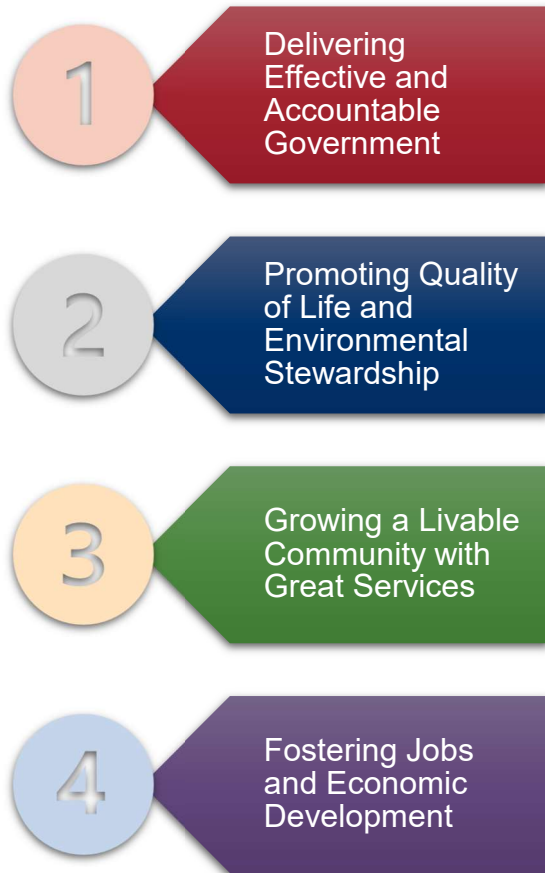 1
Delivering
Effective and
Accountable
Government
2
Promoting Quality
of Life and
Environmental
Stewardship
3
Growing a Livable
Community with
Great Services
4
Fostering Jobs
and Economic
Development